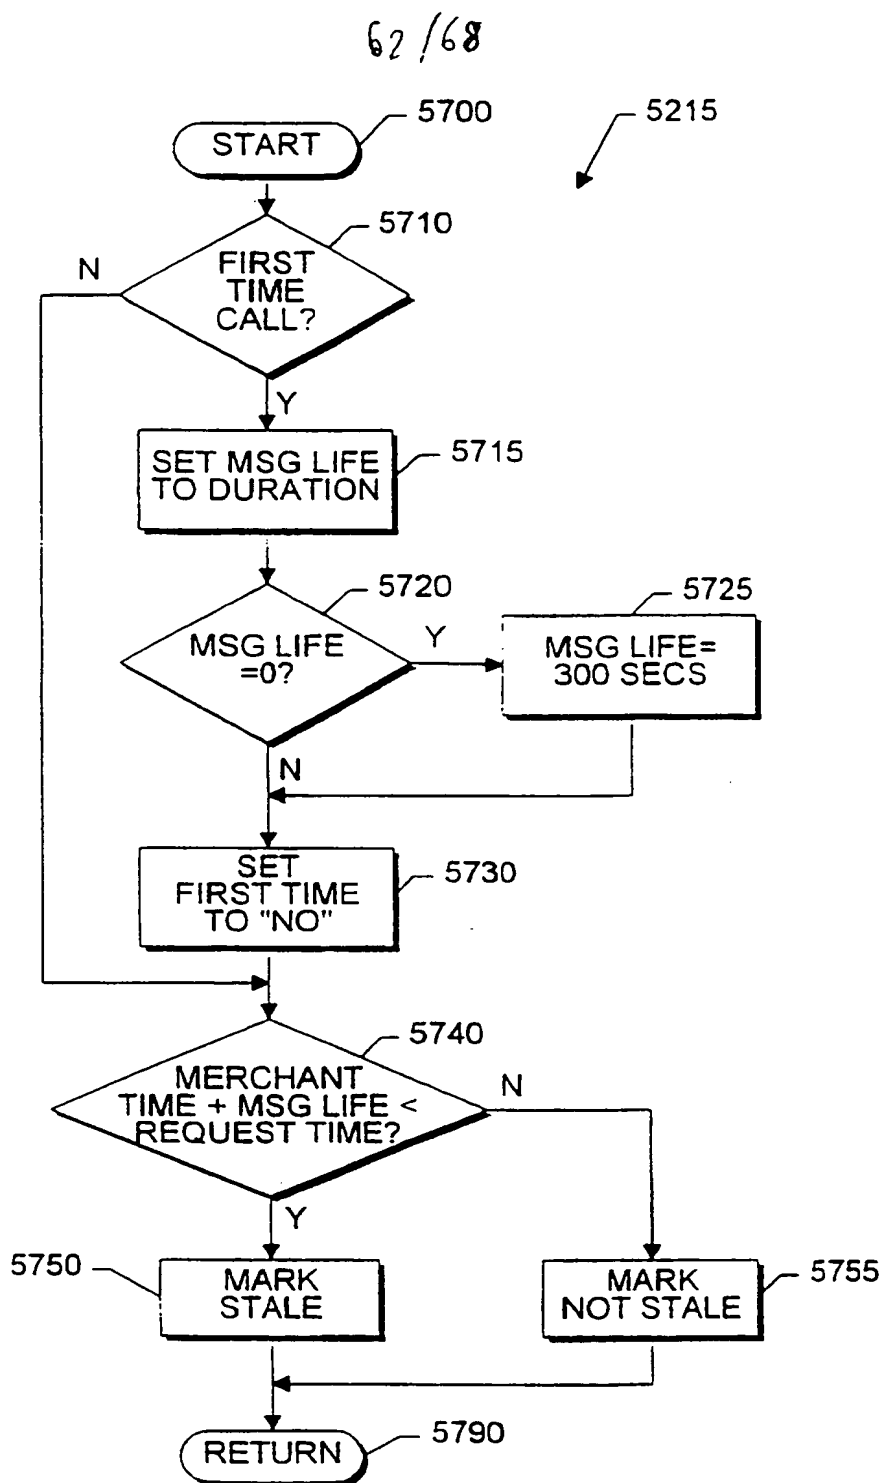 62/68
5700
5215
START
5710
N
FIRST
TIME
CALL?
Y
5715
SET MSG LIFE
TO DURATION
5720
5725
MSG LIFE
=0?
Y
MSG LIFE=
300 SECS
N
5730
SET
FIRST TIME
TO "NO"
5740
MERCHANT
TIME + MSG LIFE <
REQUEST TIME?
N
Y
5750
MARK
STALE
5755
MARK
NOT STALE
5790
RETURN